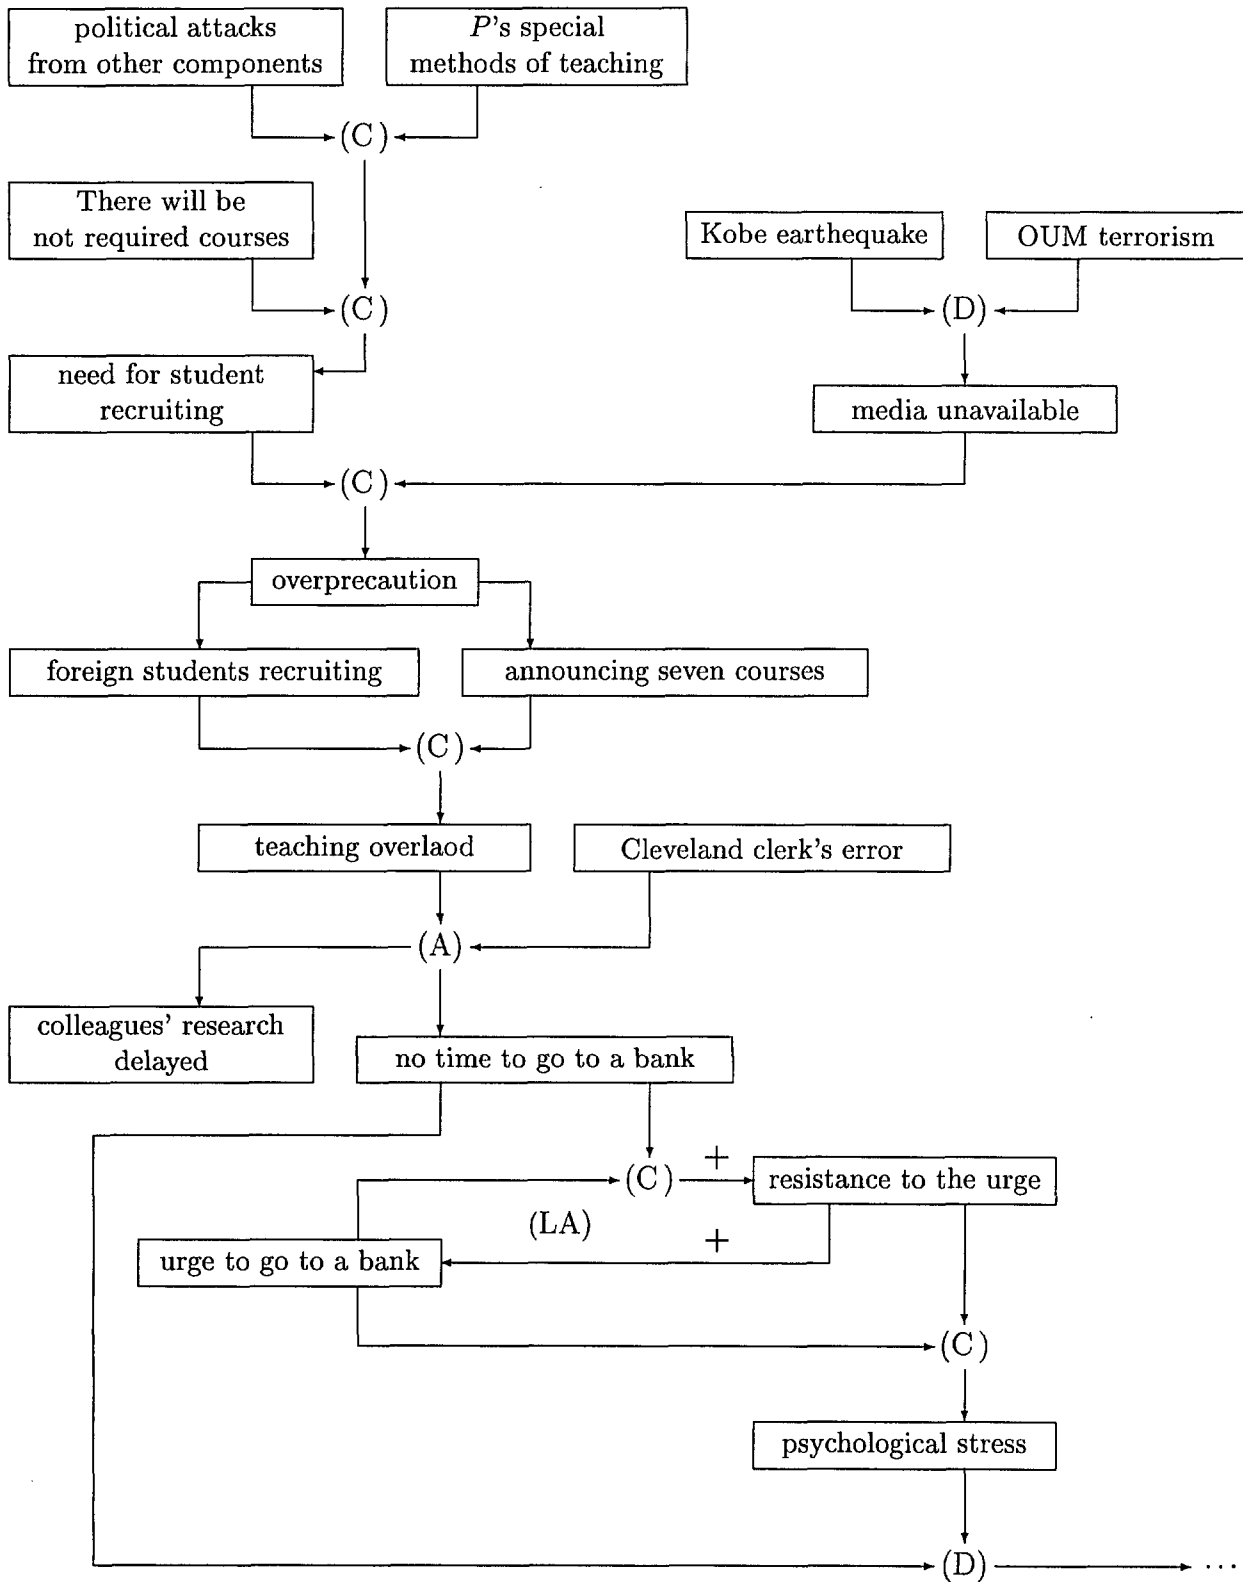 political attacks
from other components
P's special
methods of teaching
(C)
There will be
not required courses
Kobe earthequake
OUM terrorism
(C)
(D)
need for student
recruiting
media unavailable
(C)
overprecaution
foreign students recruiting
announcing seven courses
(C)
teaching overlaod
Cleveland clerk's error
(A)
colleagues' research
delayed
no time to go to a bank
(C)
+
resistance to the urge
(LA)
+
urge to go to a bank
(C)
psychological stress
(D)
...